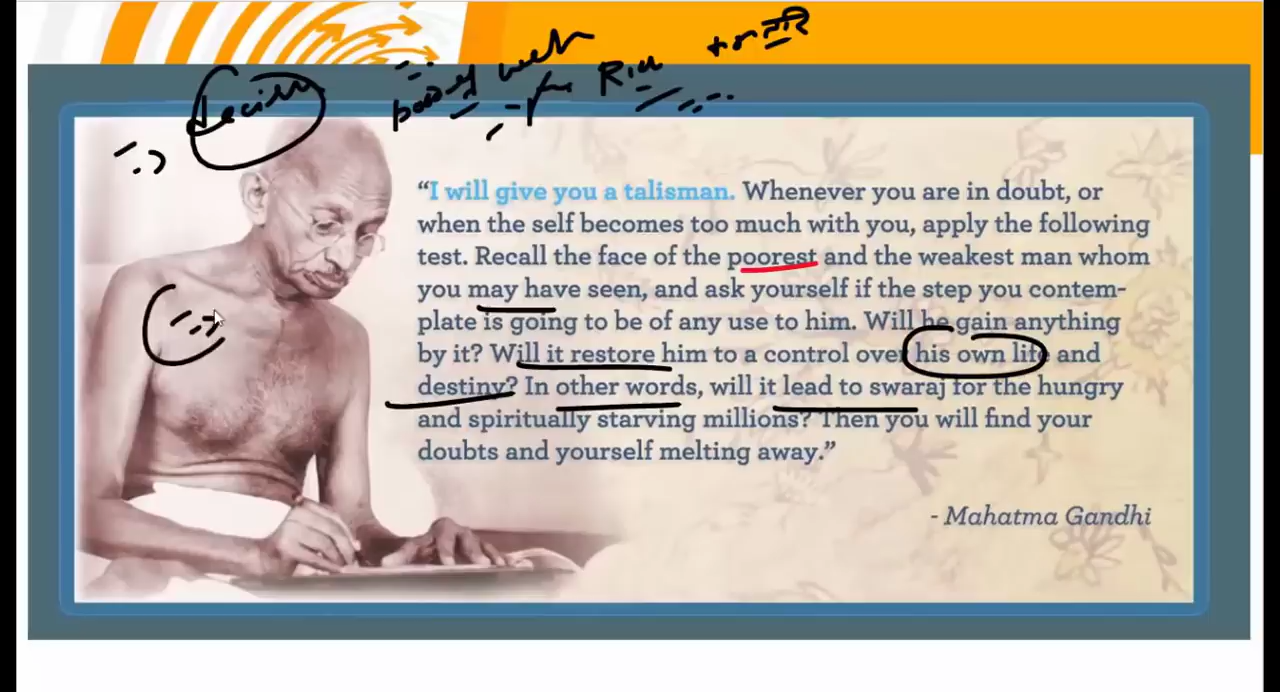 “I will give you a talisman. Whenever you are in doubt, or
when the self becomes too much with you, apply the following
test. Recall the face of the poorest and the weakest man whom
you may have seen, and ask yourself if the step you contem-
plate is going to be of any use to him. Will he gain anything
by it? Will it restore him to a control over his own life and
destiny? In other words, will it lead to swaraj for the hungry
and spiritually starving millions? Then you will find your
doubts and yourself melting away.”
- Mahatma Gandhi